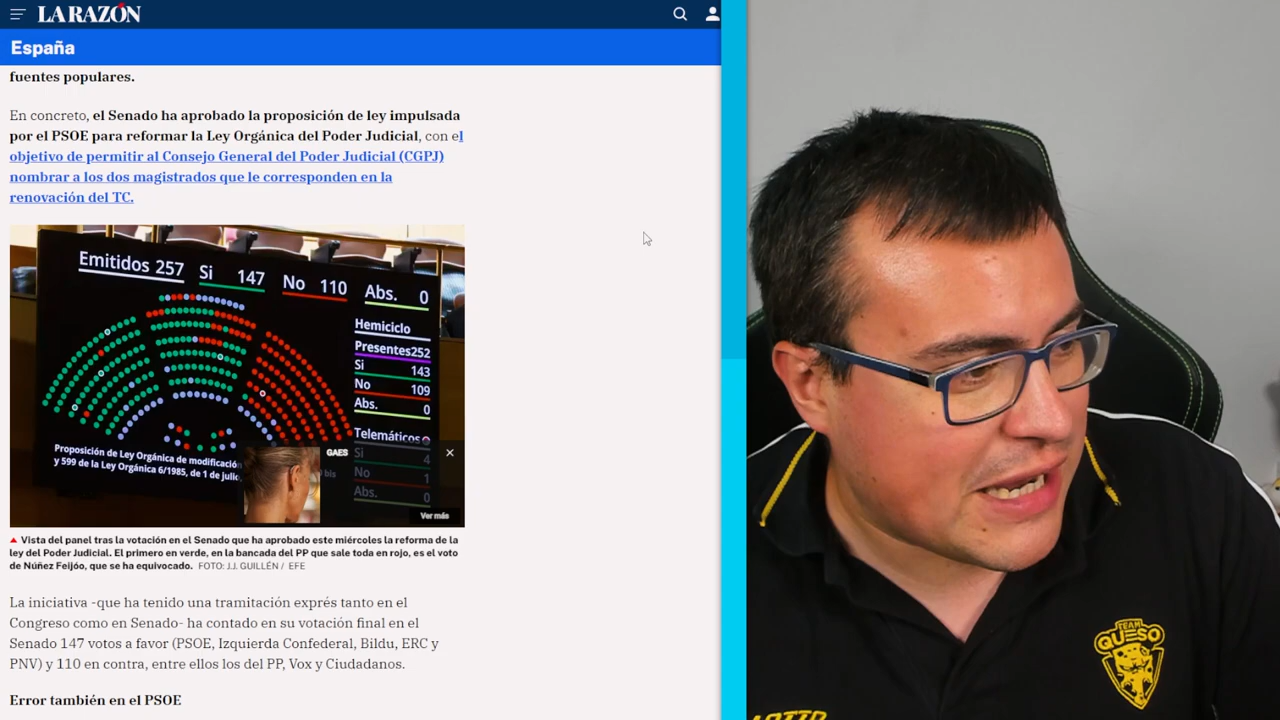 LA RAZÓN
España
fuentes populares.
En concreto, el Senado ha aprobado la proposición de ley impulsada
por el PSOE para reformar la Ley Orgánica del Poder Judicial, con el
objetivo de permitir al Consejo General del Poder Judicial (CGPJ)
nombrar a los dos magistrados que le corresponden en la
renovación del TC.
Emitidos 257 Si 147 No 110 Abs. 0
Hemiciclo
Presentes252
Si 143
No 109
Abs. 0
Telemáticos
Si 4
No 1
Abs. 0
Proposición de Ley Orgánica de modificación
y 599 de la Ley Orgánica 6/1985, de 1 de julio,
bis
GAES
Ver más
Vista del panel tras la votación en el Senado que ha aprobado este miércoles la reforma de la
ley del Poder Judicial. El primero en verde, en la bancada del PP que sale toda en rojo, es el voto
de Núñez Feijóo, que se ha equivocado. FOTO: J.J. GUILLÉN / EFE
La iniciativa -que ha tenido una tramitación exprés tanto en el
Congreso como en Senado- ha contado en su votación final en el
Senado 147 votos a favor (PSOE, Izquierda Confederal, Bildu, ERC y
PNV) y 110 en contra, entre ellos los del PP, Vox y Ciudadanos.
Error también en el PSOE
TEAM
QUESO
LOTTO